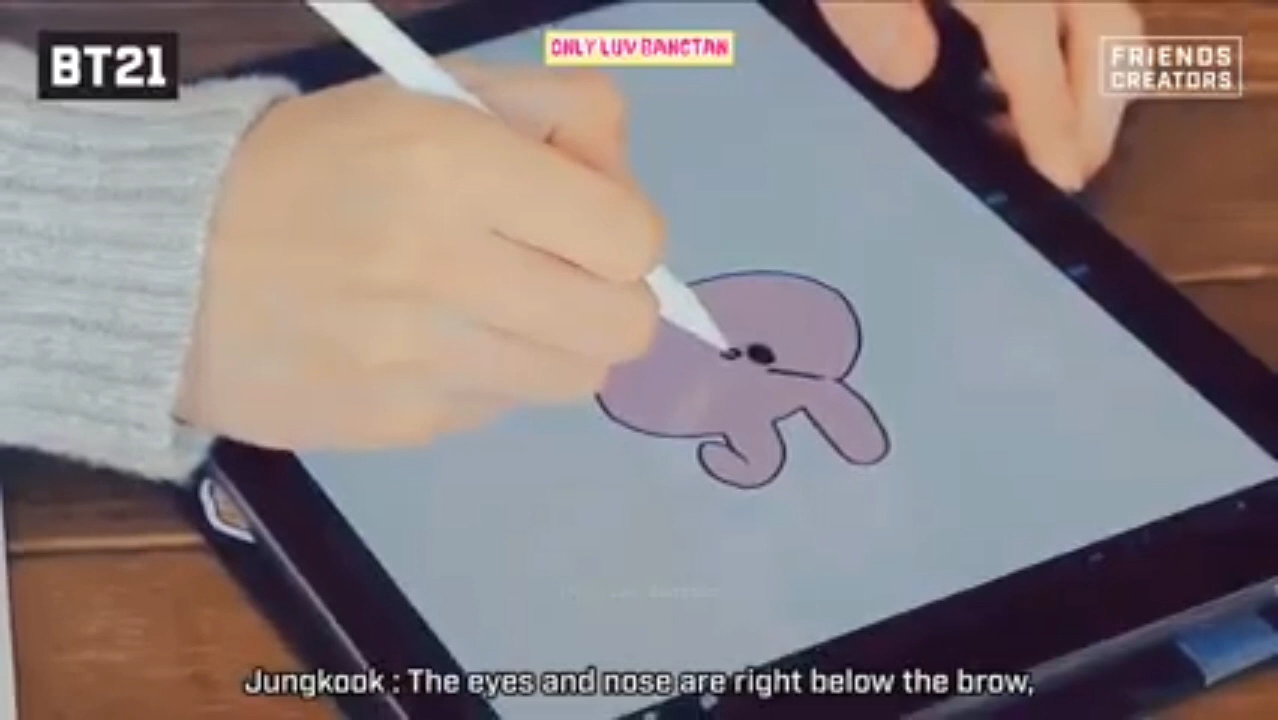 BT21
ONLY LUV BANGTAN
FRIENDS
CREATORS
Jungkook : The eyes and nose are right below the brow,